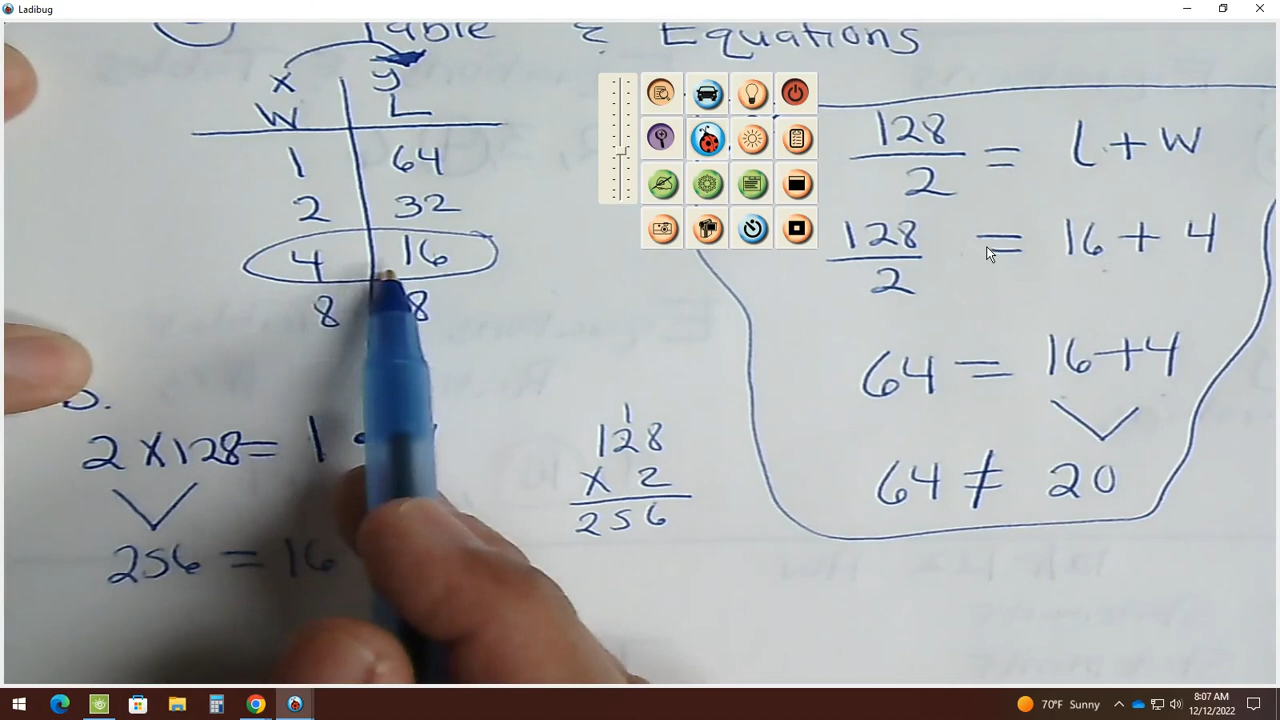 Ladibug
Table & Equations
x y
W L
1 64
2 32
4 16
8 8
128/2 = l + w
128/2 = 16 + 4
64 = 16 + 4
64 ≠ 20
2 x 128 = l
256 = 16
1
128
x 2
256
70°F Sunny
8:07 AM
12/12/2022